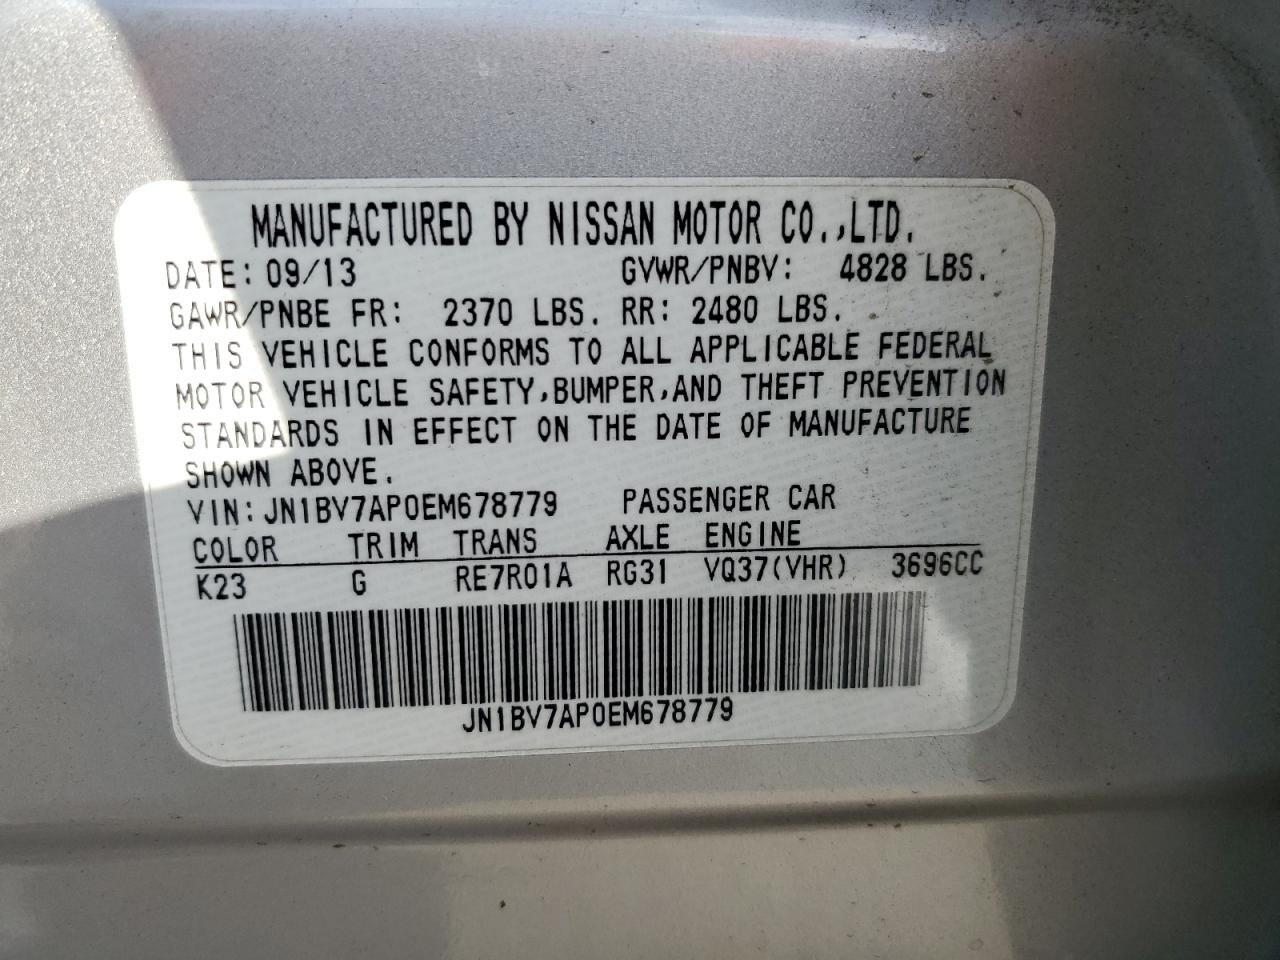 MANUFACTURED BY NISSAN MOTOR CO.,LTD.
DATE: 09/13 GVWR/PNBV: 4828 LBS.
GAWR/PNBE FR: 2370 LBS. RR: 2480 LBS.
THIS VEHICLE CONFORMS TO ALL APPLICABLE FEDERAL
MOTOR VEHICLE SAFETY,BUMPER,AND THEFT PREVENTION
STANDARDS IN EFFECT ON THE DATE OF MANUFACTURE
SHOWN ABOVE.
VIN:JN1BV7AP0EM678779 PASSENGER CAR
COLOR TRIM TRANS AXLE ENGINE
K23 G RE7R01A RG31 VQ37(VHR) 3696CC
JN1BV7AP0EM678779